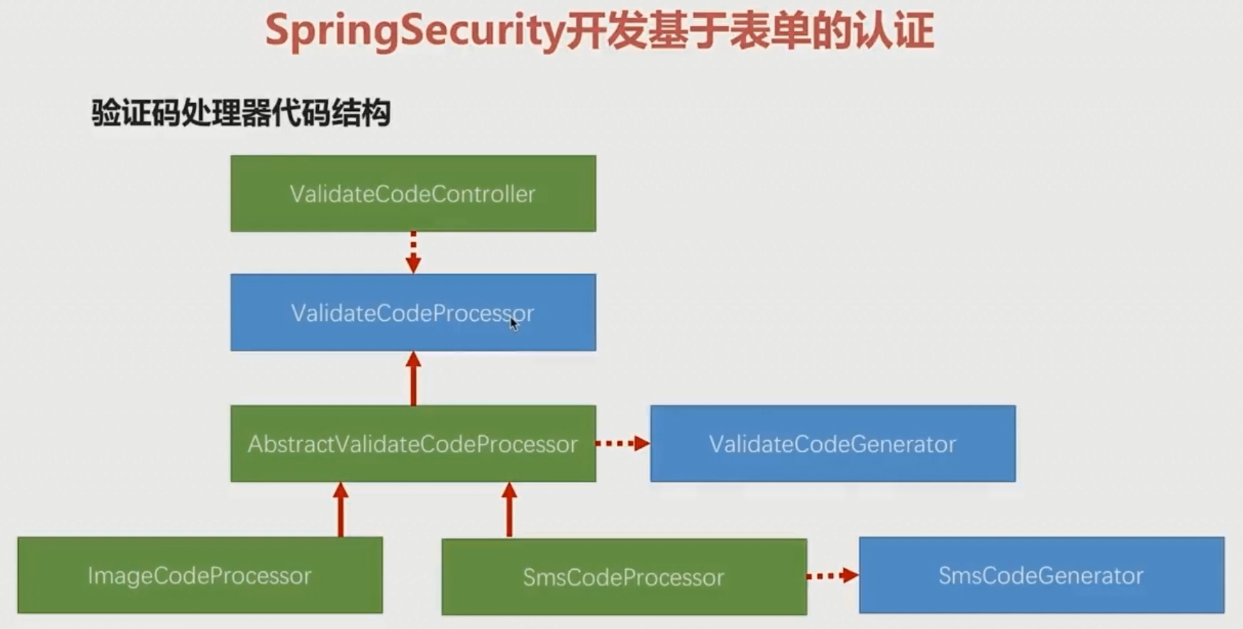 SpringSecurity开发基于表单的认证
验证码处理器代码结构
ValidateCodeController
ValidateCodeProcessor
AbstractValidateCodeProcessor
ValidateCodeGenerator
ImageCodeProcessor
SmsCodeProcessor
SmsCodeGenerator